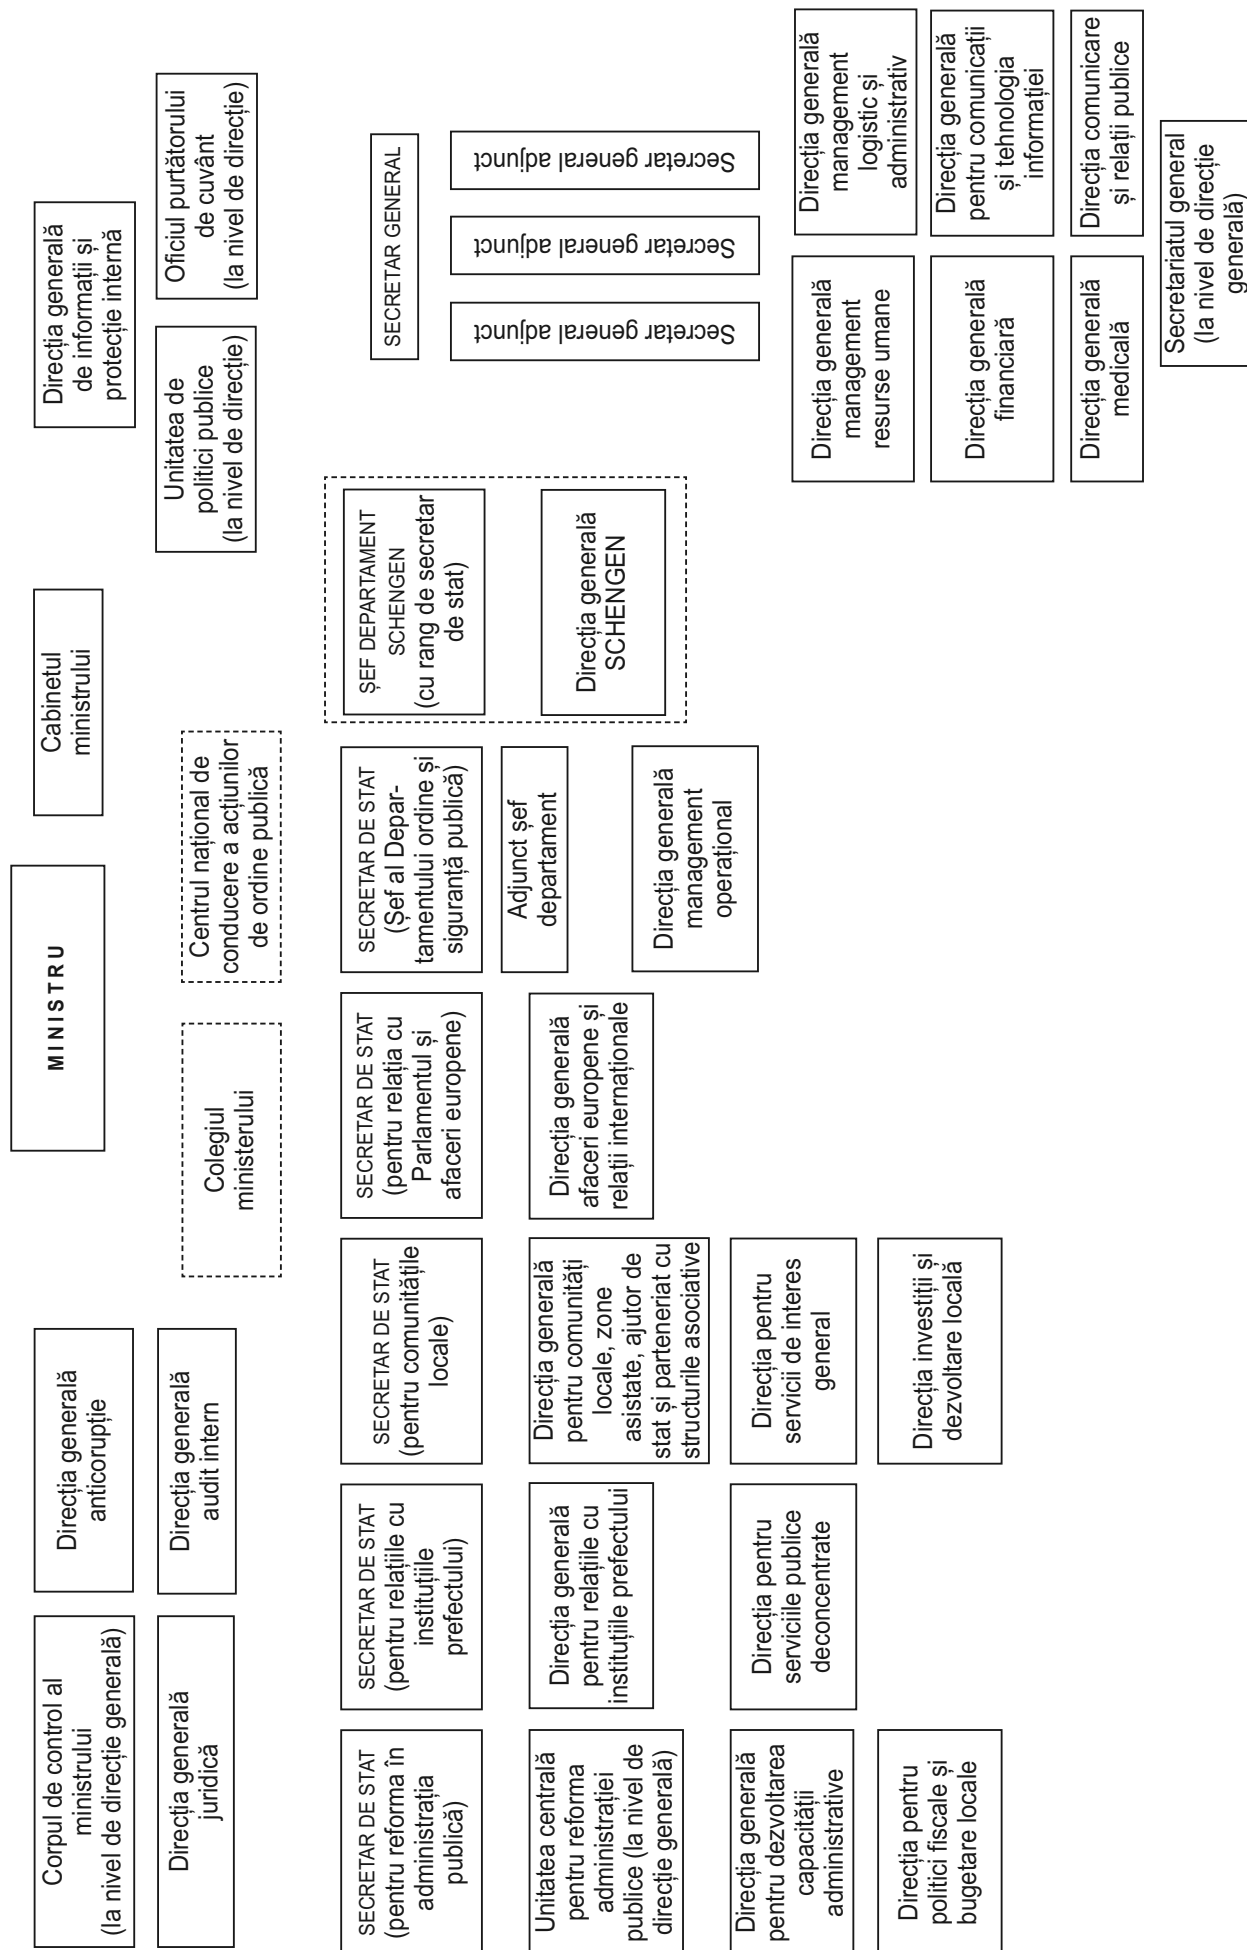 MINISTRU
Corpul de control al
ministrului
(la nivel de direcție generală)
Direcția generală
anticorupție
Cabinetul
ministrului
Direcția generală
de informații și
protecție internă
Direcția generală
juridică
Direcția generală
audit intern
Colegiul
ministerului
Centrul național de
conducere a acțiunilor
de ordine publică
Unitatea de
politici publice
(la nivel de direcție)
Oficiul purtătorului
de cuvânt
(la nivel de direcție)
SECRETAR DE STAT
(pentru reforma în
administrația
publică)
Unitatea centrală
pentru reforma
administrației
publice (la nivel de
direcție generală)
Direcția generală
pentru dezvoltarea
capacității
administrative
Direcția pentru
politici fiscale și
bugetare locale
SECRETAR DE STAT
(pentru relațiile cu
instituțiile
prefectului)
Direcția generală
pentru relațiile cu
instituțiile prefectului
Direcția pentru
serviciile publice
deconcentrate
SECRETAR DE STAT
(pentru comunitățile
locale)
Direcția generală
pentru comunități
locale, zone
asistate, ajutor de
stat și parteneriat cu
structurile asociative
Direcția pentru
servicii de interes
general
Direcția investiții și
dezvoltare locală
SECRETAR DE STAT
(pentru relația cu
Parlamentul și
afaceri europene)
Direcția generală
afaceri europene și
relații internaționale
SECRETAR DE STAT
(Șef al Depar-
tamentului ordine și
siguranță publică)
Adjunct șef
departament
Direcția generală
management
operațional
ȘEF DEPARTAMENT
SCHENGEN
(cu rang de secretar
de stat)
Direcția generală
SCHENGEN
SECRETAR GENERAL
Secretar general adjunct
Secretar general adjunct
Secretar general adjunct
Direcția generală
management
resurse umane
Direcția generală
management
logistic și
administrativ
Direcția generală
financiară
Direcția generală
pentru comunicații
și tehnologia
informației
Direcția generală
medicală
Direcția comunicare
și relații publice
Secretariatul general
(la nivel de direcție
generală)